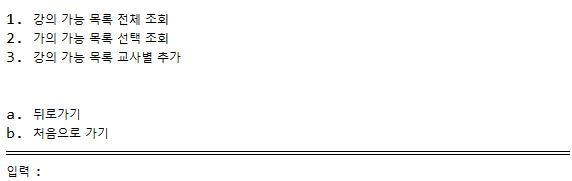 1. 강의 가능 목록 전체 조회
2. 가의 가능 목록 선택 조회
3. 강의 가능 목록 교사별 추가
a. 뒤로가기
b. 처음으로 가기
입력 :